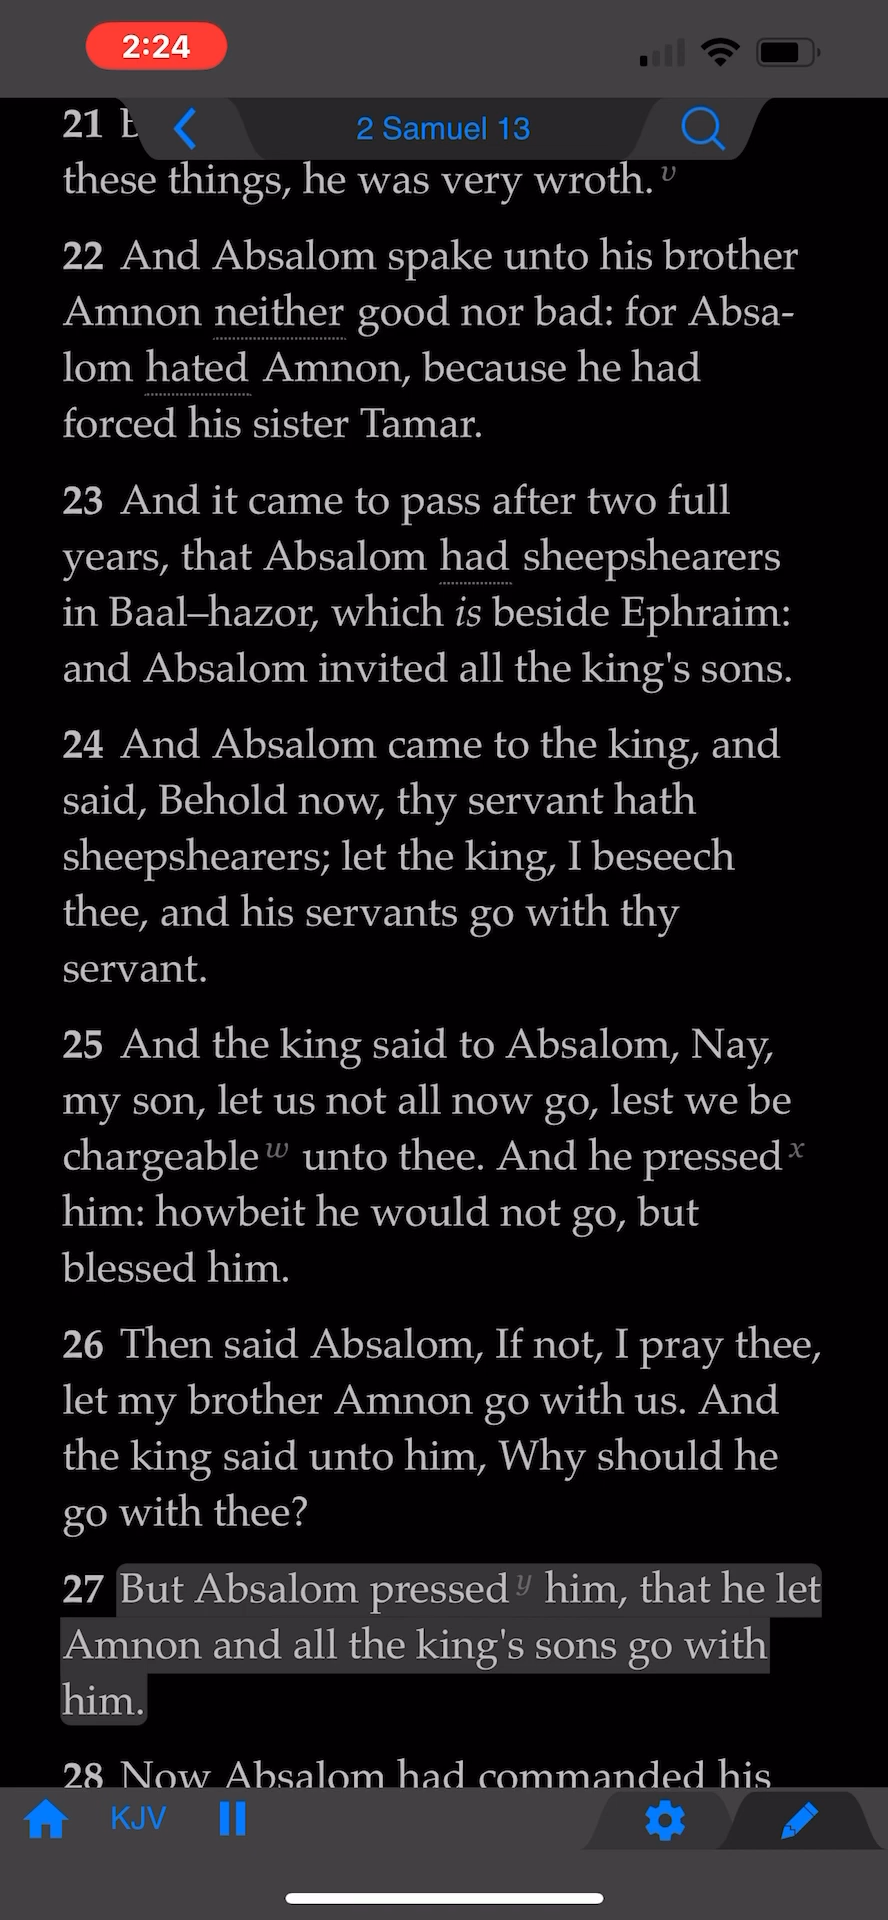 2:24
2 Samuel 13
21
these things, he was very wroth. v
22 And Absalom spake unto his brother
Amnon neither good nor bad: for Absa-
lom hated Amnon, because he had
forced his sister Tamar.
23 And it came to pass after two full
years, that Absalom had sheepshearers
in Baal–hazor, which is beside Ephraim:
and Absalom invited all the king's sons.
24 And Absalom came to the king, and
said, Behold now, thy servant hath
sheepshearers; let the king, I beseech
thee, and his servants go with thy
servant.
25 And the king said to Absalom, Nay,
my son, let us not all now go, lest we be
chargeable w unto thee. And he pressed x
him: howbeit he would not go, but
blessed him.
26 Then said Absalom, If not, I pray thee,
let my brother Amnon go with us. And
the king said unto him, Why should he
go with thee?
27 But Absalom pressed y him, that he let
Amnon and all the king's sons go with
him.
28 Now Absalom had commanded his
KJV